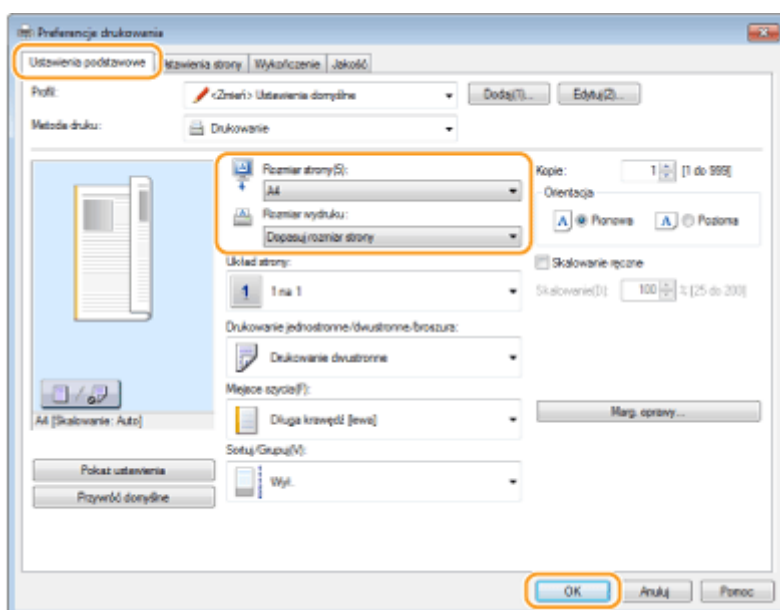 Preferencje drukowania
Ustawienia podstawowe
stawienia strony
Wykończenie
Jakość
Profil:
<Zmień> Ustawienia domyślne
Dodaj(1)...
Edytuj(2)...
Metoda druku:
Drukowanie
Rozmiar strony(S):
A4
Rozmiar wydruku:
Dopasuj rozmiar strony
Kopie:
1 [1 do 999]
Orientacja
A Pionowa
A Pozioma
Układ strony:
1 1 na 1
Skalowanie ręczne
Skalowanie(D): 100 % [25 do 200]
Drukowanie jednostronne/dwustronne/broszura:
Drukowanie dwustronne
Miejsce szycia(F):
Długa krawędź [lewa]
Marg. oprawy...
A4 [Skalowanie: Auto]
Sortuj/Grupuj(V):
Wył.
Pokaż ustawienia
Przywróć domyślne
OK
Anuluj
Pomoc